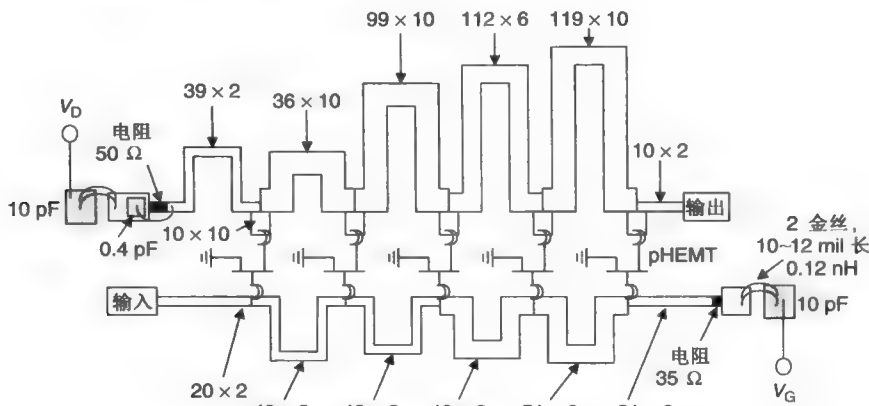 119 × 10
112 × 6
99 × 10
39 × 2
36 × 10
V_D
电阻
50 Ω
10 × 2
10 pF
0.4 pF
10 × 10
输出
pHEMT
2 金丝,
10~12 mil 长
0.12 nH
输入
10 pF
20 × 2
电阻
35 Ω
V_G